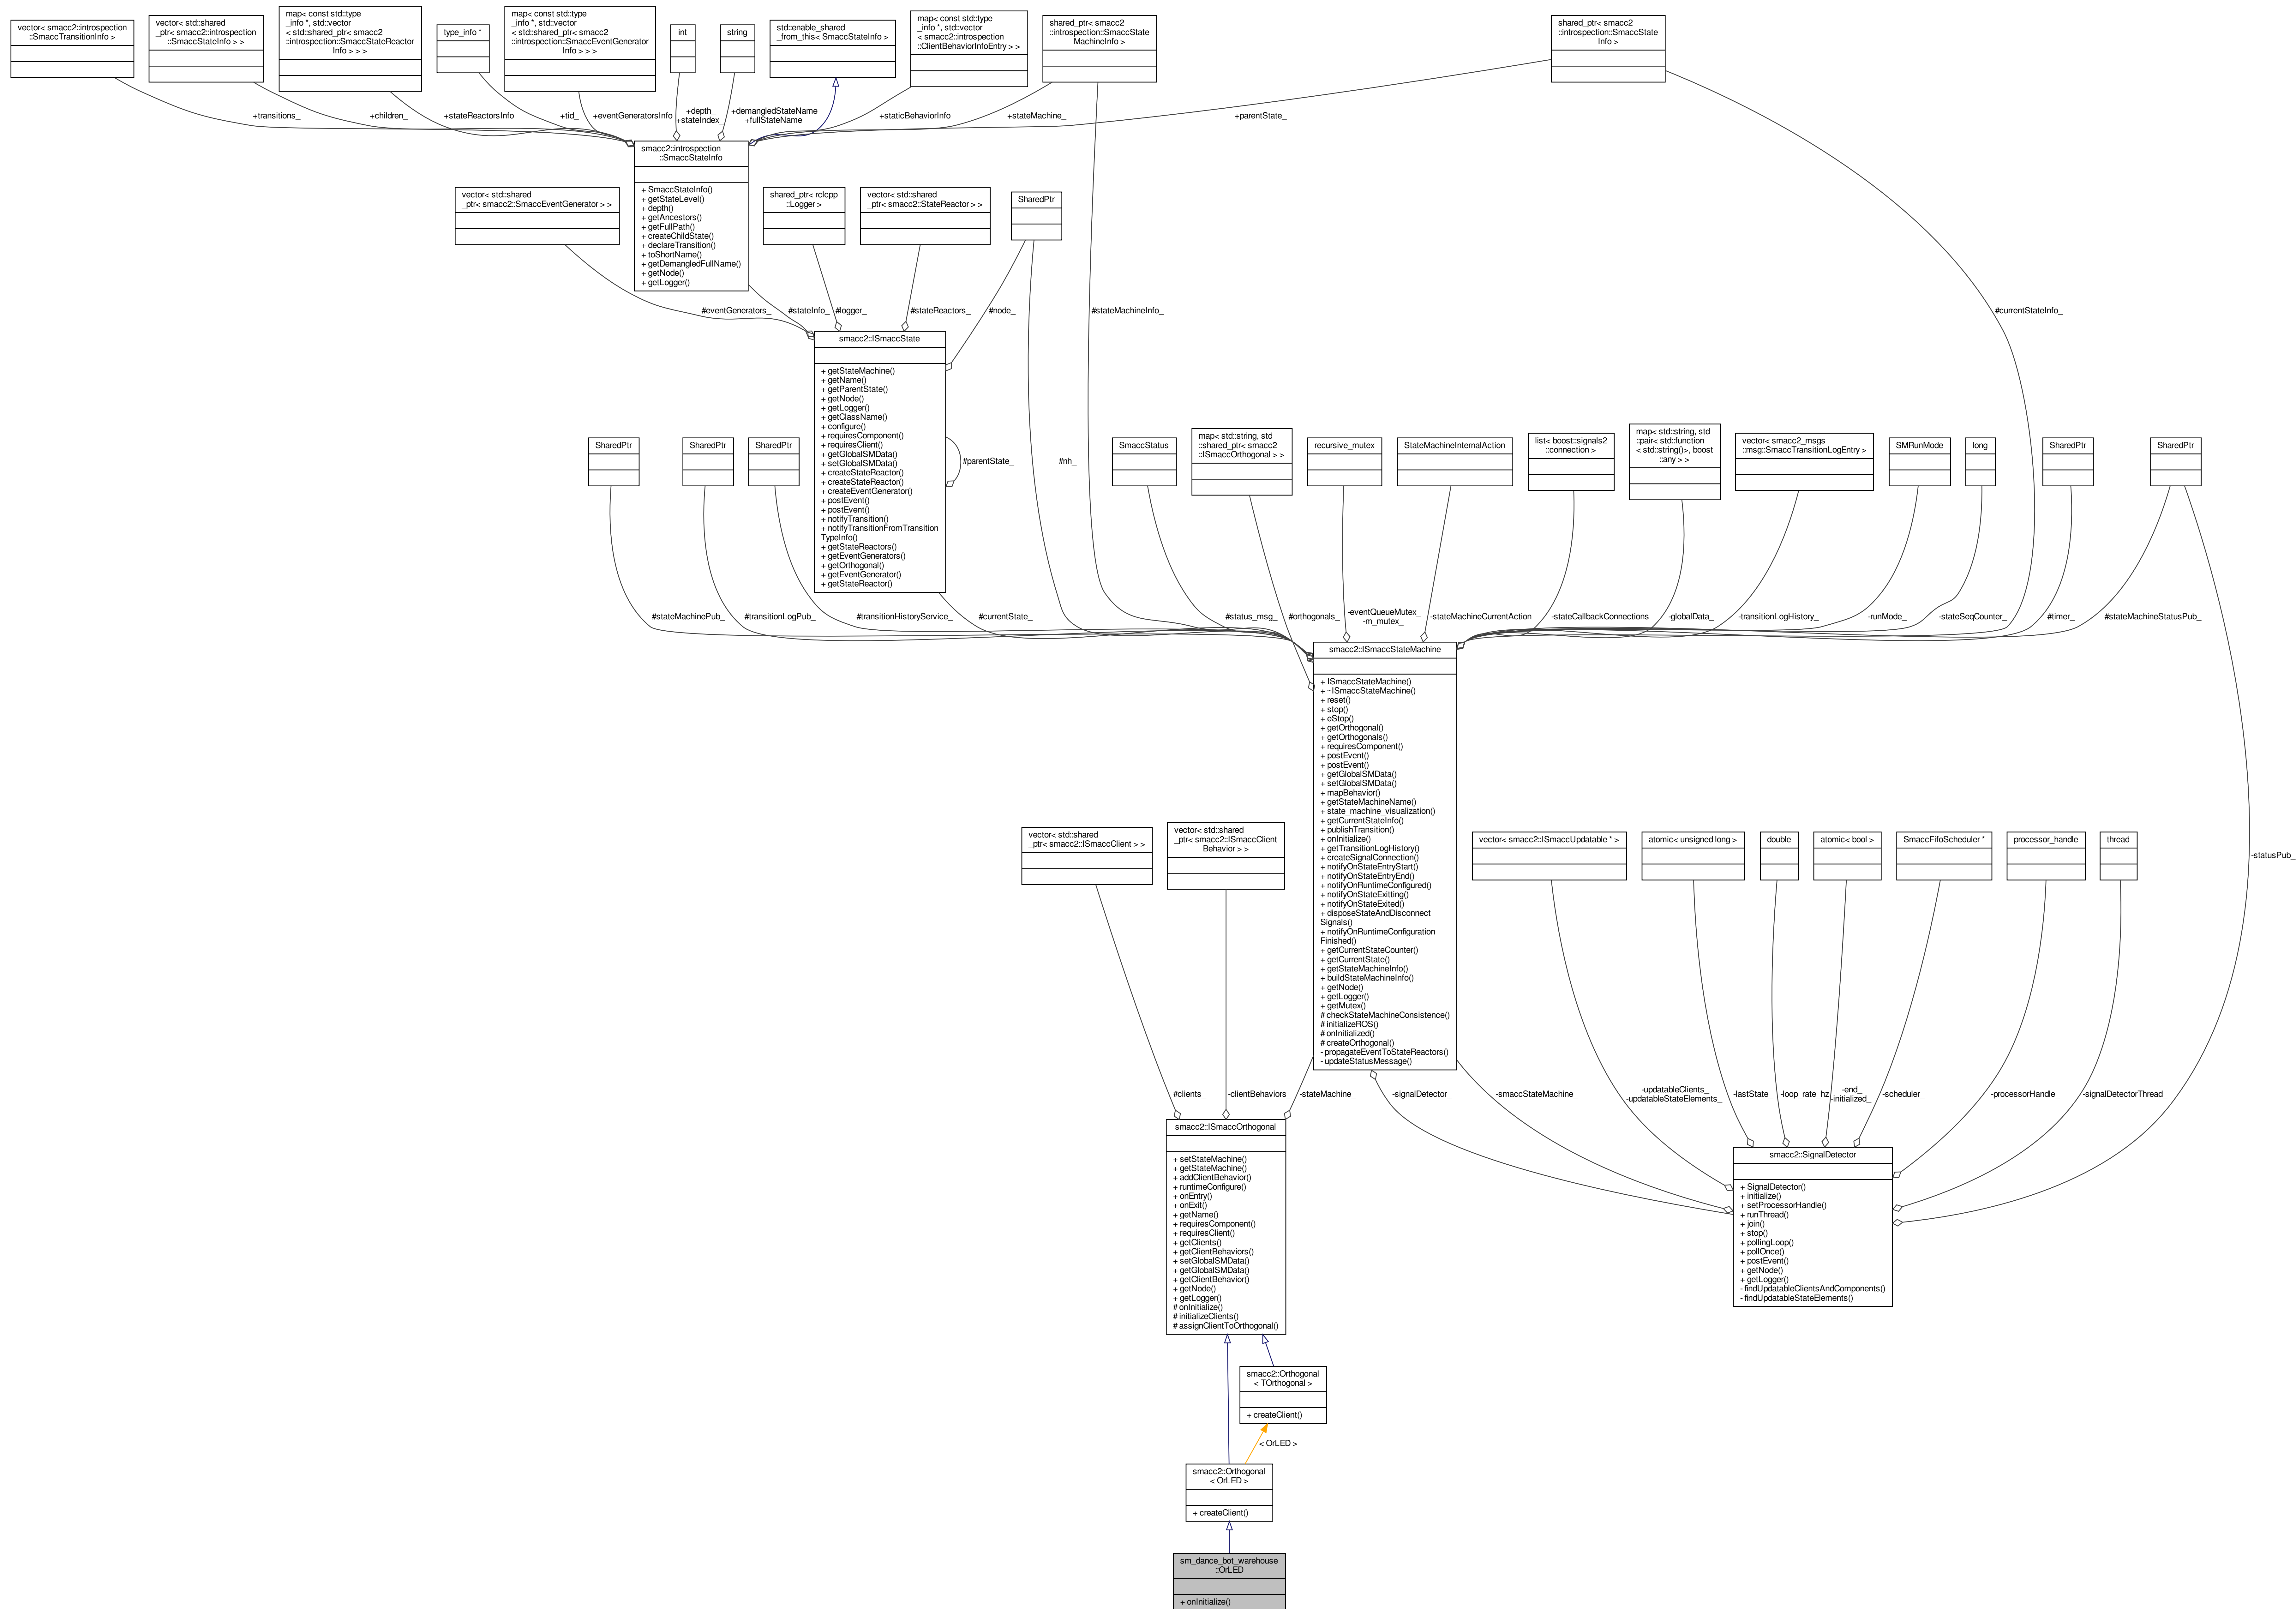 vector< smacc2::introspection
::SmaccTransitionInfo >
vector< std::shared
_ptr< smacc2::introspection
::SmaccStateInfo > >
map< const std::type
_info *, std::vector
< std::shared_ptr< smacc2
::introspection::SmaccStateReactor
Info > > >
type_info *
map< const std::type
_info *, std::vector
< std::shared_ptr< smacc2
::introspection::SmaccEventGenerator
Info > > >
int
string
std::enable_shared
_from_this< SmaccStateInfo >
map< const std::type
_info *, std::vector
< smacc2::introspection
::ClientBehaviorInfoEntry > >
shared_ptr< smacc2
::introspection::SmaccState
MachineInfo >
shared_ptr< smacc2
::introspection::SmaccState
Info >
+transitions_
+children_
+stateReactorsInfo
+tid_
+eventGeneratorsInfo
+depth_
+stateIndex_
+demangledStateName
+fullStateName
+staticBehaviorInfo
+stateMachine_
+parentState_
smacc2::introspection
::SmaccStateInfo
+ SmaccStateInfo()
+ getStateLevel()
+ depth()
+ getAncestors()
+ getFullPath()
+ createChildState()
+ declareTransition()
+ toShortName()
+ getDemangledFullName()
+ getNode()
+ getLogger()
vector< std::shared
_ptr< smacc2::SmaccEventGenerator > >
shared_ptr< rclcpp
::Logger >
vector< std::shared
_ptr< smacc2::StateReactor > >
SharedPtr
#eventGenerators_
#stateInfo_
#logger_
#stateReactors_
#node_
#stateMachineInfo_
#currentStateInfo_
smacc2::ISmaccState
+ getStateMachine()
+ getName()
+ getParentState()
+ getNode()
+ getLogger()
+ getClassName()
+ configure()
+ requiresComponent()
+ requiresClient()
+ getGlobalSMData()
+ setGlobalSMData()
+ createStateReactor()
+ createStateReactor()
+ createEventGenerator()
+ postEvent()
+ postEvent()
+ notifyTransition()
+ notifyTransitionFromTransition
TypeInfo()
+ getStateReactors()
+ getEventGenerators()
+ getOrthogonal()
+ getEventGenerator()
+ getStateReactor()
#parentState_
#nh_
SharedPtr
SharedPtr
SharedPtr
SmaccStatus
map< std::string, std
::shared_ptr< smacc2
::ISmaccOrthogonal > >
recursive_mutex
StateMachineInternalAction
list< boost::signals2
::connection >
map< std::string, std
::pair< std::function
< std::string()>, boost
::any > >
vector< smacc2_msgs
::msg::SmaccTransitionLogEntry >
SMRunMode
long
SharedPtr
SharedPtr
#stateMachinePub_
#transitionLogPub_
#transitionHistoryService_
#currentState_
#status_msg_
#orthogonals_
-eventQueueMutex_
-m_mutex_
-stateMachineCurrentAction
-stateCallbackConnections
-globalData_
-transitionLogHistory_
-runMode_
-stateSeqCounter_
#timer_
#stateMachineStatusPub_
-statusPub_
smacc2::ISmaccStateMachine
+ ISmaccStateMachine()
+ ~ISmaccStateMachine()
+ reset()
+ stop()
+ eStop()
+ getOrthogonal()
+ getOrthogonals()
+ requiresComponent()
+ postEvent()
+ postEvent()
+ getGlobalSMData()
+ setGlobalSMData()
+ mapBehavior()
+ getStateMachineName()
+ state_machine_visualization()
+ getCurrentStateInfo()
+ publishTransition()
+ onInitialize()
+ getTransitionLogHistory()
+ createSignalConnection()
+ notifyOnStateEntryStart()
+ notifyOnStateEntryEnd()
+ notifyOnRuntimeConfigured()
+ notifyOnStateExitting()
+ notifyOnStateExited()
+ disposeStateAndDisconnect
Signals()
+ notifyOnRuntimeConfiguration
Finished()
+ getCurrentStateCounter()
+ getCurrentState()
+ getStateMachineInfo()
+ buildStateMachineInfo()
+ getNode()
+ getLogger()
+ getMutex()
# checkStateMachineConsistence()
# initializeROS()
# onInitialized()
# createOrthogonal()
- propagateEventToStateReactors()
- updateStatusMessage()
vector< std::shared
_ptr< smacc2::ISmaccClient > >
vector< std::shared
_ptr< smacc2::ISmaccClient
Behavior > >
vector< smacc2::ISmaccUpdatable * >
atomic< unsigned long >
double
atomic< bool >
SmaccFifoScheduler *
processor_handle
thread
#clients_
-clientBehaviors_
-stateMachine_
-signalDetector_
-smaccStateMachine_
-updatableClients_
-updatableStateElements_
-lastState_
-loop_rate_hz
-end_
-initialized_
-scheduler_
-processorHandle_
-signalDetectorThread_
smacc2::ISmaccOrthogonal
+ setStateMachine()
+ getStateMachine()
+ addClientBehavior()
+ runtimeConfigure()
+ onEntry()
+ onExit()
+ getName()
+ requiresComponent()
+ requiresClient()
+ getClients()
+ getClientBehaviors()
+ setGlobalSMData()
+ getGlobalSMData()
+ getClientBehavior()
+ getNode()
+ getLogger()
# onInitialize()
# initializeClients()
# assignClientToOrthogonal()
smacc2::SignalDetector
+ SignalDetector()
+ initialize()
+ setProcessorHandle()
+ runThread()
+ join()
+ stop()
+ pollingLoop()
+ pollOnce()
+ postEvent()
+ getNode()
+ getLogger()
- findUpdatableClientsAndComponents()
- findUpdatableStateElements()
smacc2::Orthogonal
< TOrthogonal >
+ createClient()
< OrLED >
smacc2::Orthogonal
< OrLED >
+ createClient()
sm_dance_bot_warehouse
::OrLED
+ onInitialize()